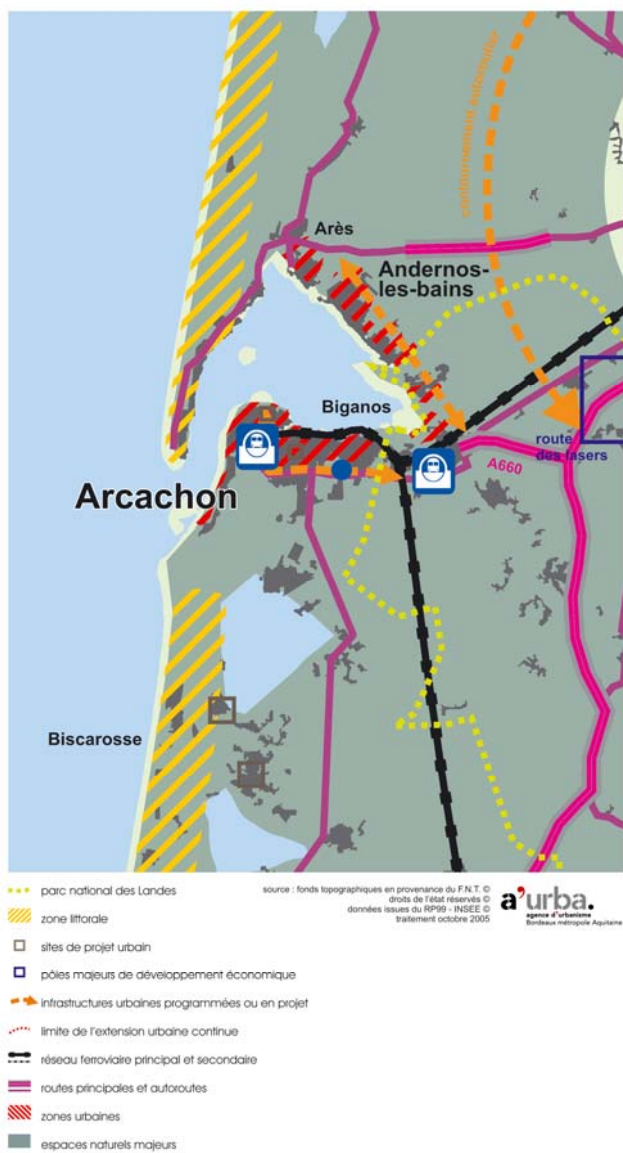 contournement autoroutier
Arès
Andernos-
les-bains
Biganos
route
des lasers
A660
Arcachon
Biscarosse
parc national des Landes
zone littorale
sites de projet urbain
pôles majeurs de développement économique
infrastructures urbaines programmées ou en projet
limite de l'extension urbaine continue
réseau ferroviaire principal et secondaire
routes principales et autoroutes
zones urbaines
espaces naturels majeurs
source : fonds topographiques en provenance du F.N.T. ©
droits de l'état réservés ©
données issues du RP99 - INSEE ©
traitement octobre 2005
a'urba.
agence d'urbanisme
Bordeaux métropole Aquitaine